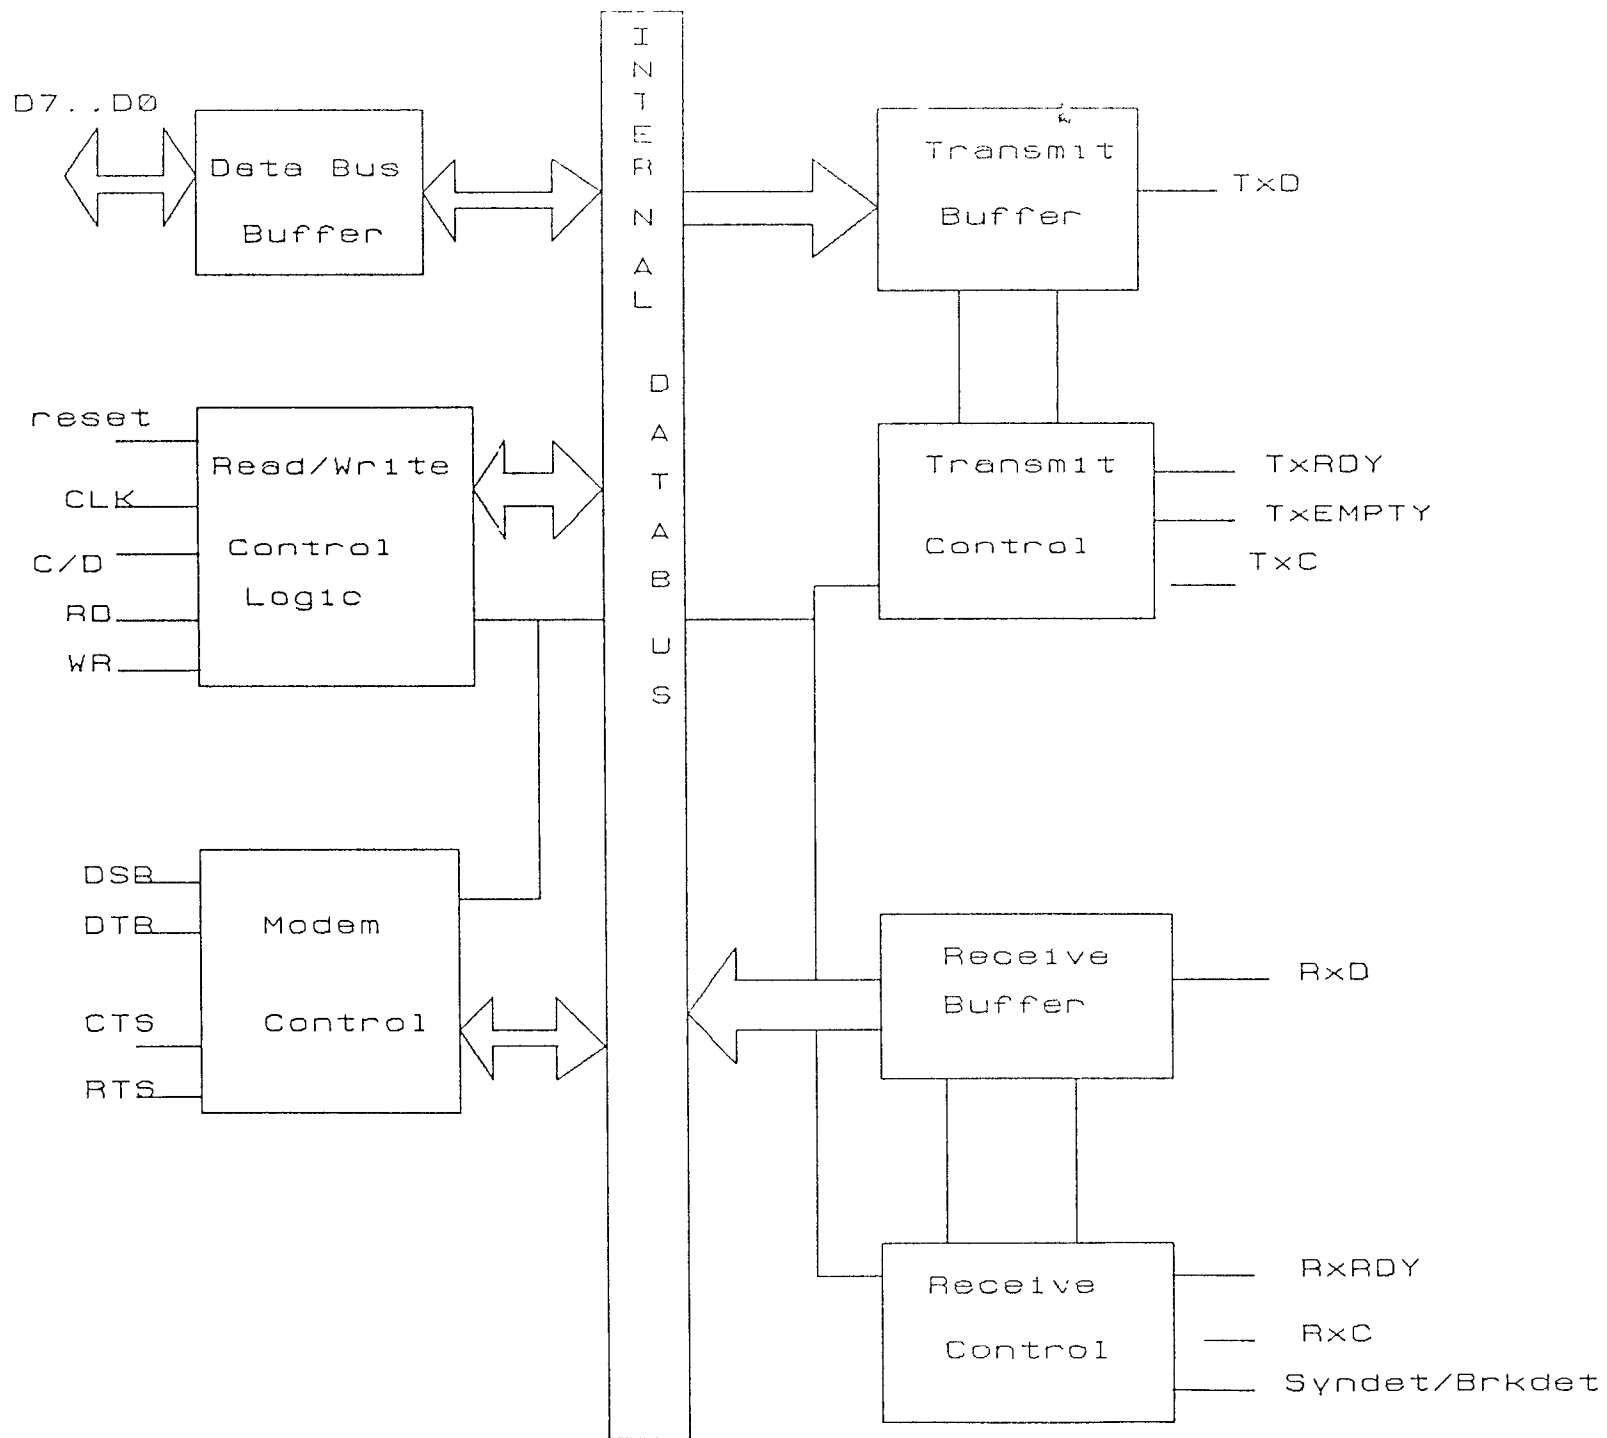 D7..D0
Data Bus
Buffer
reset
CLK
C/D
RD
WR
Read/Write
Control
Logic
DSR
DTR
CTS
RTS
Modem
Control
INTERNAL
DATA BUS
Transmit
Buffer
TxD
Transmit
Control
TxRDY
TxEMPTY
TxC
Receive
Buffer
RxD
Receive
Control
RxRDY
RxC
Syndet/Brkdet